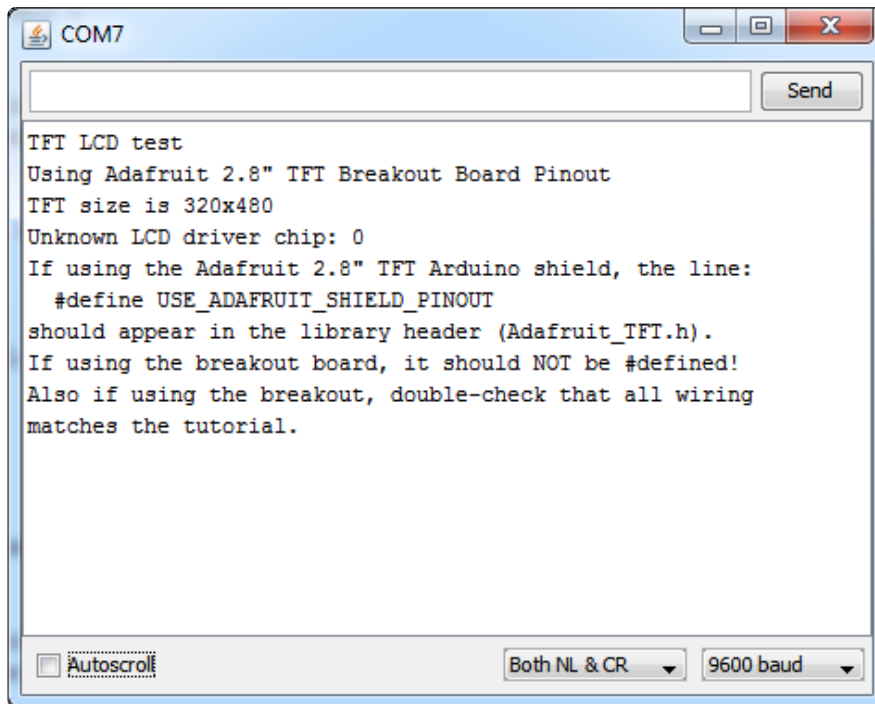 COM7
Send
TFT LCD test
Using Adafruit 2.8" TFT Breakout Board Pinout
TFT size is 320x480
Unknown LCD driver chip: 0
If using the Adafruit 2.8" TFT Arduino shield, the line:
  #define USE_ADAFRUIT_SHIELD_PINOUT
should appear in the library header (Adafruit_TFT.h).
If using the breakout board, it should NOT be #defined!
Also if using the breakout, double-check that all wiring
matches the tutorial.
Autoscroll Both NL & CR 9600 baud